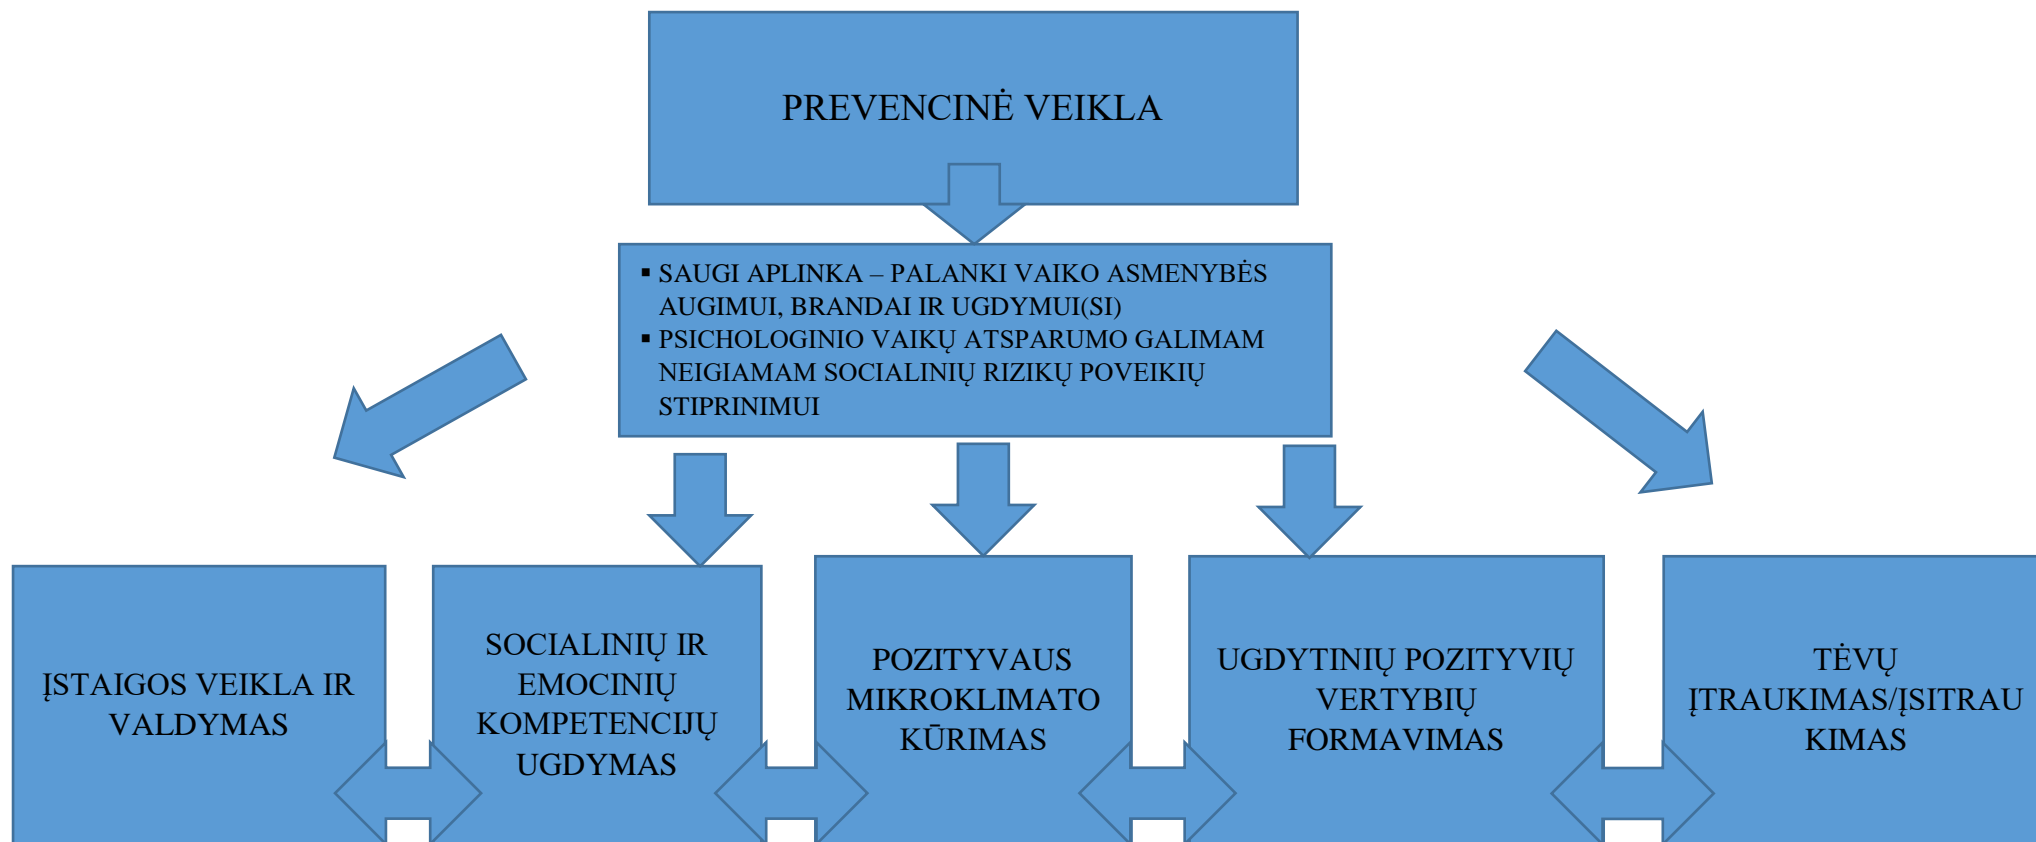 PREVENCINĖ VEIKLA
▪ SAUGI APLINKA – PALANKI VAIKO ASMENYBĖS
AUGIMUI, BRANDAI IR UGDYMUI(SI)
▪ PSICHOLOGINIO VAIKŲ ATSPARUMO GALIMAM
NEIGIAMAM SOCIALINIŲ RIZIKŲ POVEIKIŲ
STIPRINIMUI
ĮSTAIGOS VEIKLA IR
VALDYMAS
SOCIALINIŲ IR
EMOCINIŲ
KOMPETENCIJŲ
UGDYMAS
POZITYVAUS
MIKROKLIMATO
KŪRIMAS
UGDYTINIŲ POZITYVIŲ
VERTYBIŲ
FORMAVIMAS
TĖVŲ
ĮTRAUKIMAS/ĮSITRAU
KIMAS